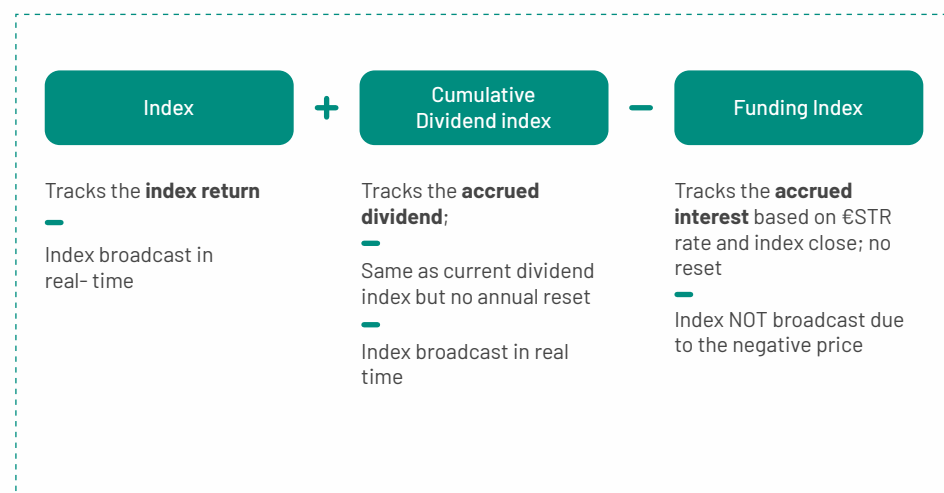 Index
+
Cumulative
Dividend index
–
Funding Index
Tracks the index return
Index broadcast in
real- time
Tracks the accrued
dividend;
Same as current dividend
index but no annual reset
Index broadcast in real
time
Tracks the accrued
interest based on €STR
rate and index close; no
reset
Index NOT broadcast due
to the negative price